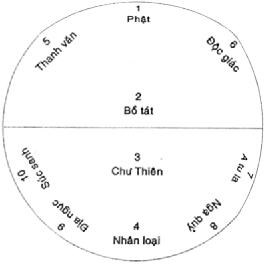 1
Phật
5
Thanh văn
6
Độc giác
2
Bồ tát
3
Chư Thiên
10
Súc sanh
7
A tu la
9
Địa ngục
8
Ngạ quỷ
4
Nhân loại